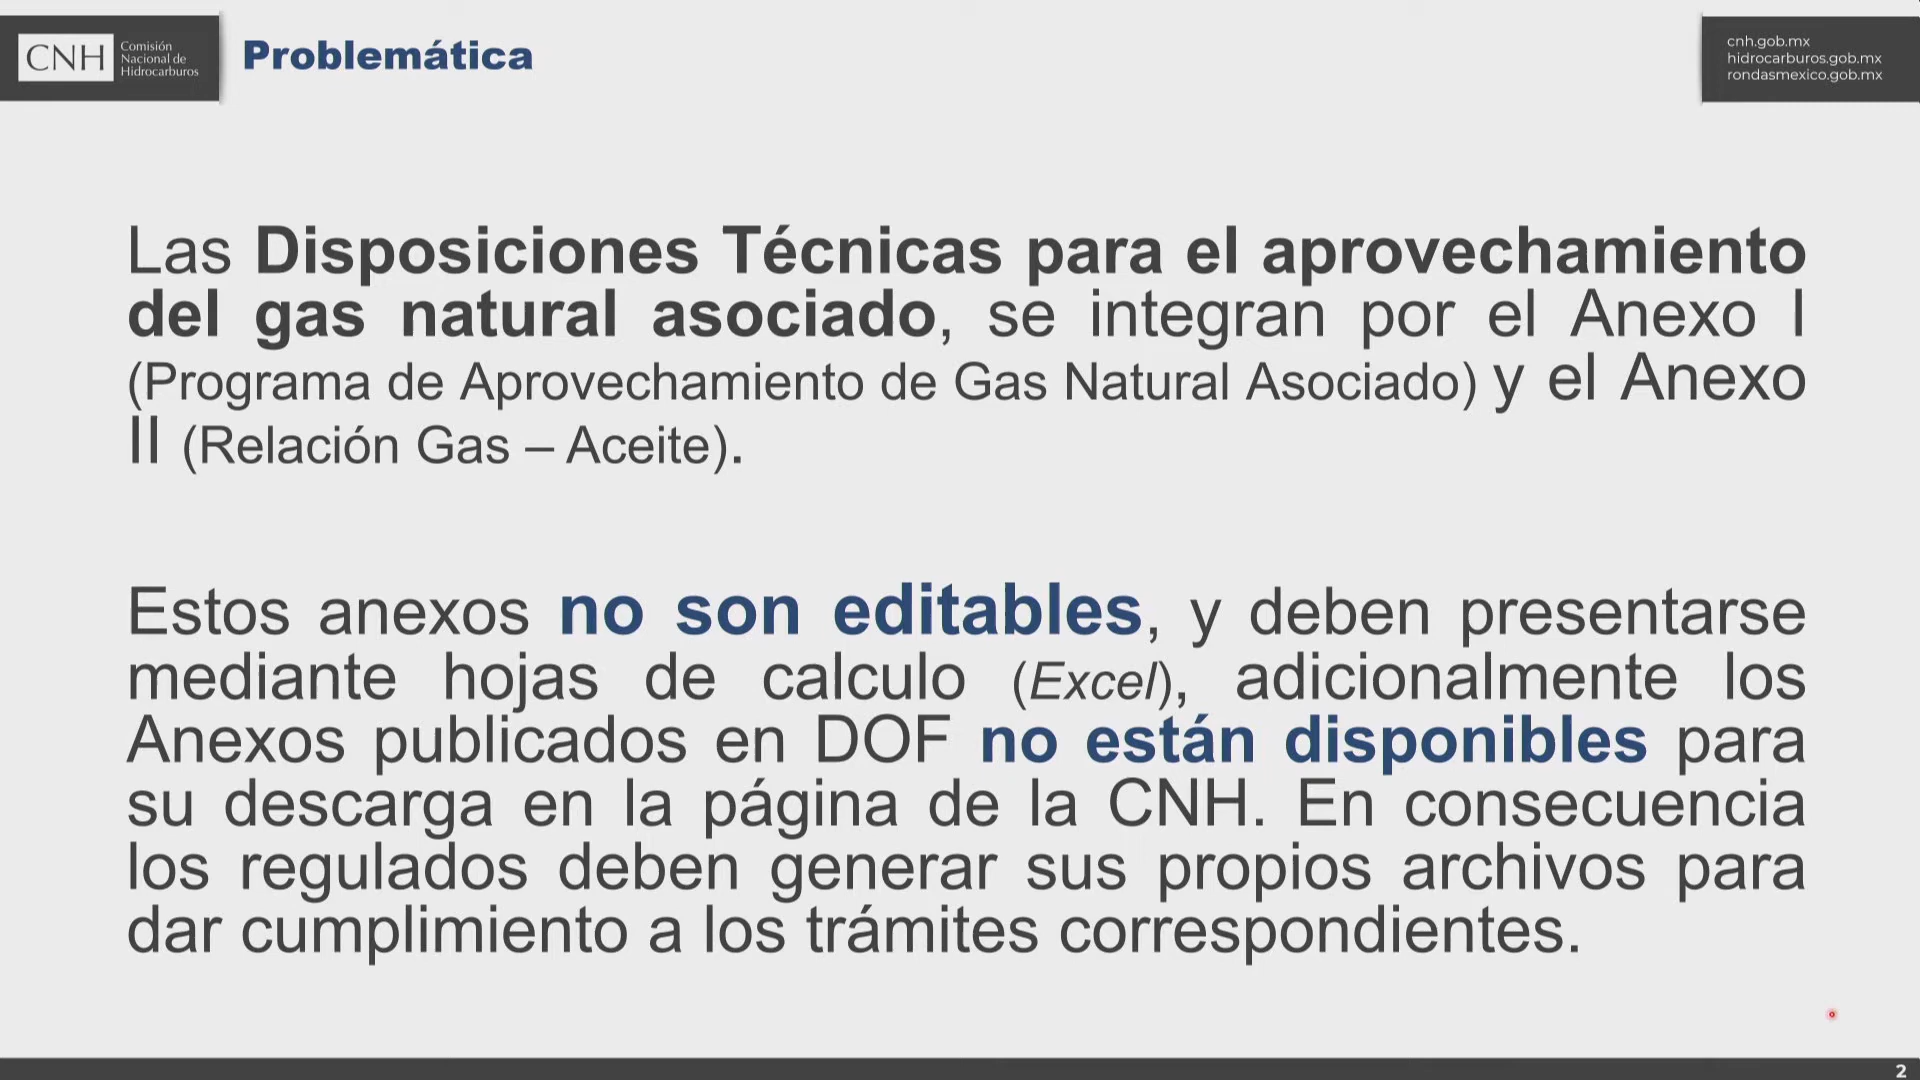 CNH
Comisión
Nacional de
Hidrocarburos
Problemática
cnh.gob.mx
hidrocarburos.gob.mx
rondasmexico.gob.mx
Las Disposiciones Técnicas para el aprovechamiento
del gas natural asociado, se integran por el Anexo I
(Programa de Aprovechamiento de Gas Natural Asociado) y el Anexo
II (Relación Gas – Aceite).
Estos anexos no son editables, y deben presentarse
mediante hojas de calculo (Excel), adicionalmente los
Anexos publicados en DOF no están disponibles para
su descarga en la página de la CNH. En consecuencia
los regulados deben generar sus propios archivos para
dar cumplimiento a los trámites correspondientes.
2